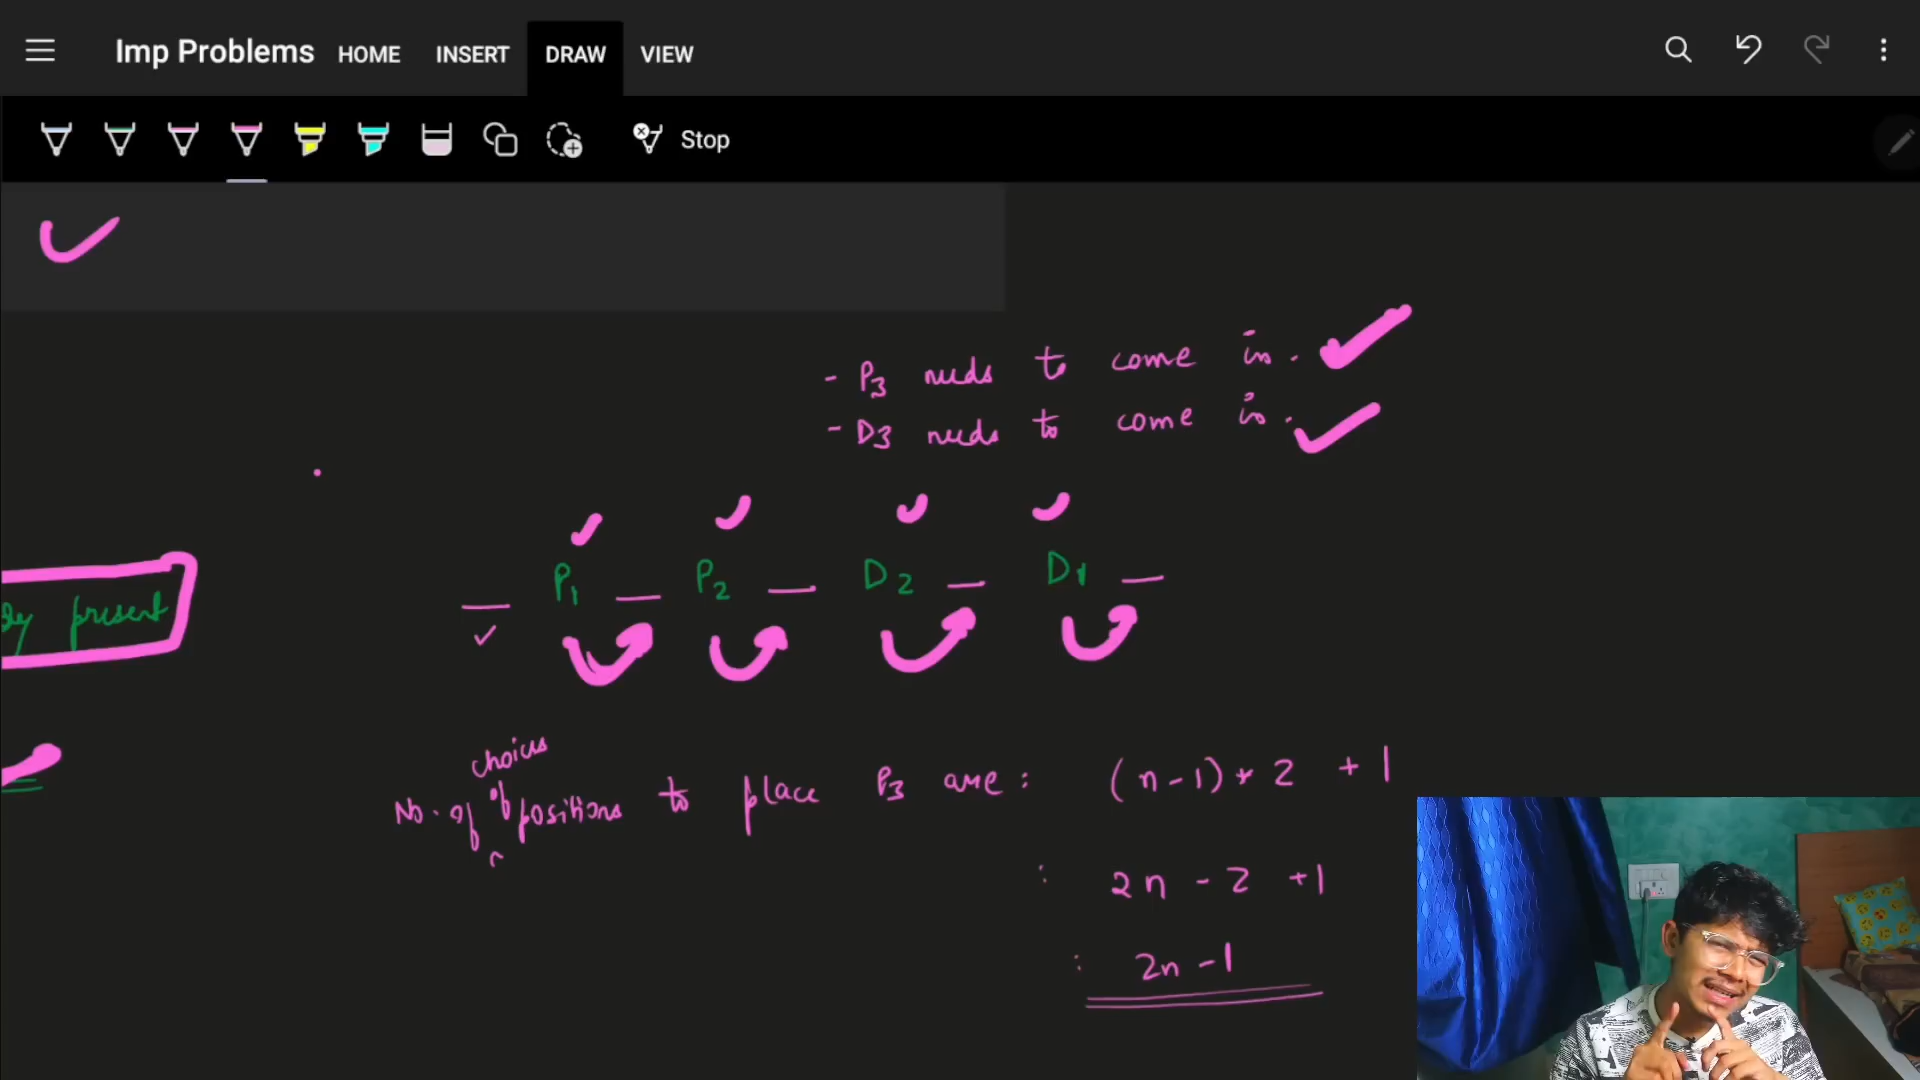 Imp Problems HOME INSERT DRAW VIEW
Stop
- P3 needs to come in.
- D3 needs to come in.
P1 _ P2 _ D2 _ D1 _
present
choices
No. of of positions to place P3 are: (n-1)* 2 + 1
: 2n - 2 +1
: 2n -1